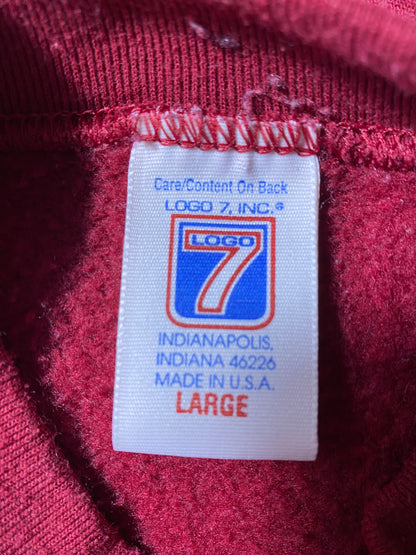 Care/Content On Back
LOGO 7, INC.®
LOGO
7
INDIANAPOLIS,
INDIANA 46226
MADE IN U.S.A.
LARGE